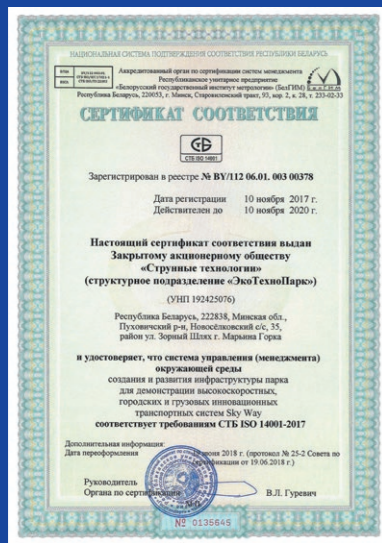 НАЦИОНАЛЬНАЯ СИСТЕМА ПОДТВЕРЖДЕНИЯ СООТВЕТСТВИЯ РЕСПУБЛИКИ БЕЛАРУСЬ
Аккредитованный орган по сертификации систем менеджмента
Республиканское унитарное предприятие
«Белорусский государственный институт метрологии» (БелГИМ)
Республика Беларусь, 220053, г. Минск, Старовиленский тракт, 93, кор. 2, к. 28, т. 233-02-33
СЕРТИФИКАТ СООТВЕТСТВИЯ
СТБ ISO 14001
Зарегистрирован в реестре № BY/112 06.01. 003 00378
Дата регистрации 10 ноября 2017 г.
Действителен до 10 ноября 2020 г.
Настоящий сертификат соответствия выдан
Закрытому акционерному обществу
«Струнные технологии»
(структурное подразделение «ЭкоТехноПарк»)
(УНП 192425076)
Республика Беларусь, 222838, Минская обл.,
Пуховичский р-н, Новосёлковский с/с, 35,
район ул. Зорный Шлях г. Марьина Горка
и удостоверяет, что система управления (менеджмента)
окружающей среды
создания и развития инфраструктуры парка
для демонстрации высокоскоростных,
городских и грузовых инновационных
транспортных систем Sky Way
соответствует требованиям СТБ ISO 14001-2017
Дополнительная информация:
Дата переоформления июня 2018 г. (протокол № 25-2 Совета по
сертификации от 19.06.2018 г.)
Руководитель
Органа по сертификации В.Л. Гуревич
№ 0135645